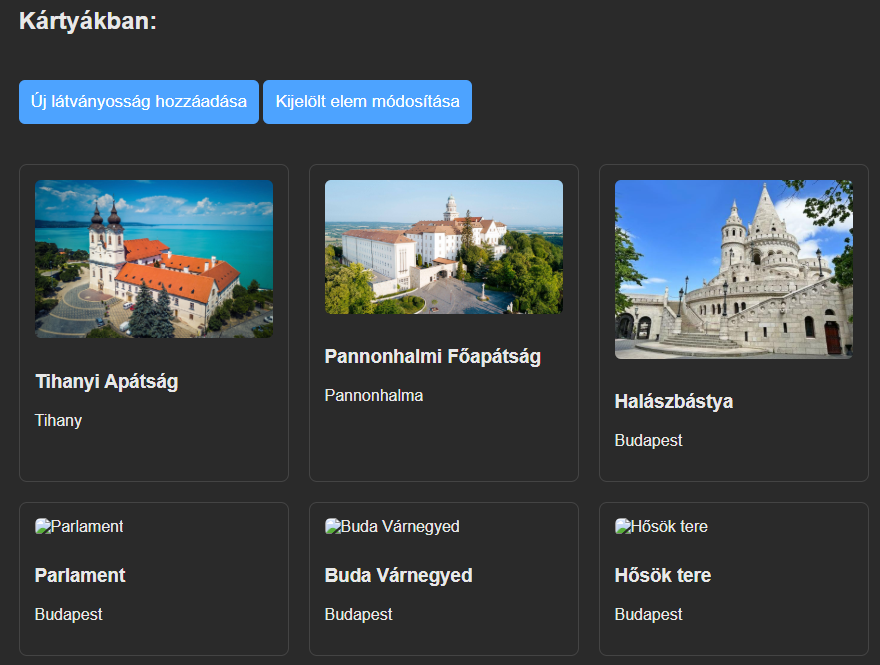 Kártyákban:
Új látványosság hozzáadása Kijelölt elem módosítása
Tihanyi Apátság
Tihany
Pannonhalmi Főapátság
Pannonhalma
Halászbástya
Budapest
Parlament
Parlament
Budapest
Buda Várnegyed
Buda Várnegyed
Budapest
Hősök tere
Hősök tere
Budapest